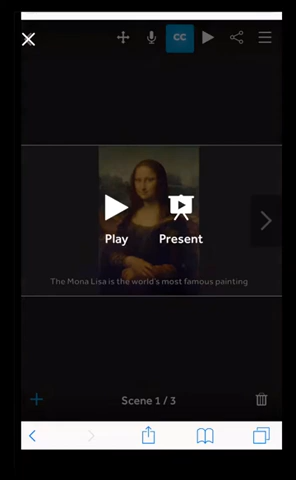 CC
Play
Present
The Mona Lisa is the world's most famous painting
Scene 1 / 3